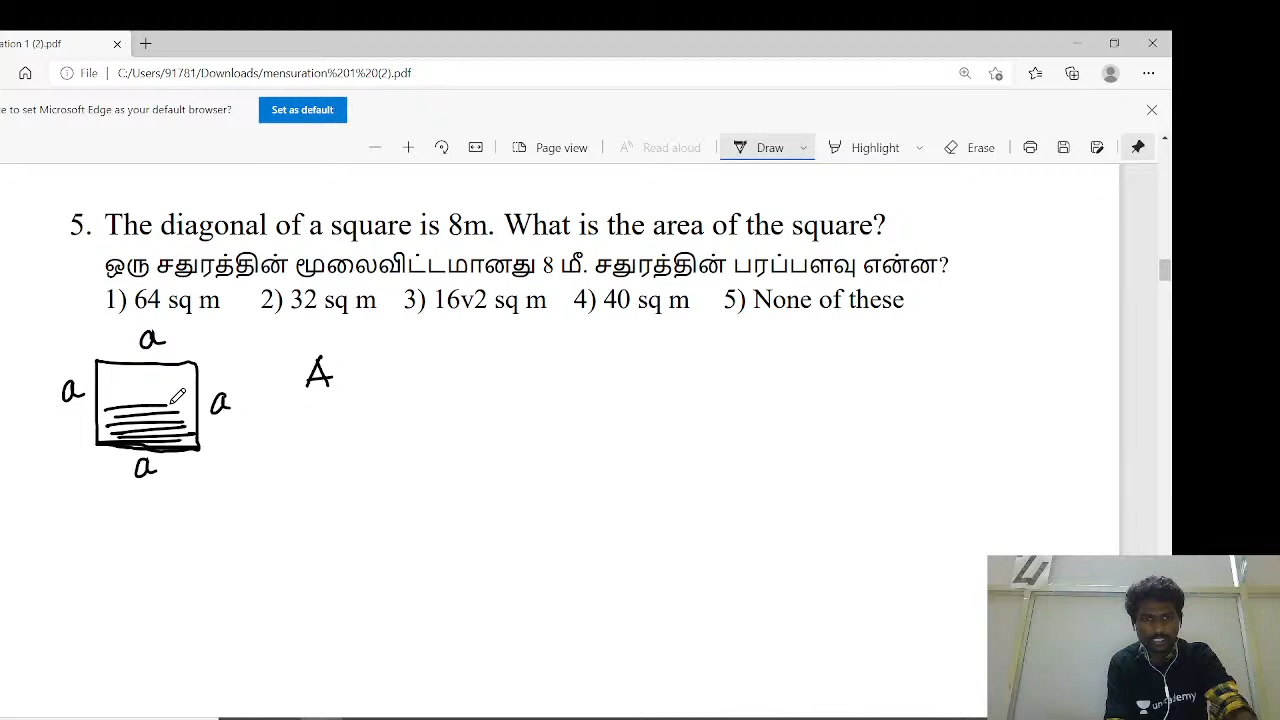 ation 1 (2).pdf
File C:/Users/91781/Downloads/mensuration%201%20(2).pdf
e to set Microsoft Edge as your default browser? Set as default
Page view Read aloud Draw Highlight Erase
5. The diagonal of a square is 8m. What is the area of the square?
ஒரு சதுரத்தின் மூலைவிட்டமானது 8 மீ. சதுரத்தின் பரப்பளவு என்ன?
1) 64 sq m 2) 32 sq m 3) 16v2 sq m 4) 40 sq m 5) None of these
a
A
a a
a
unacademy